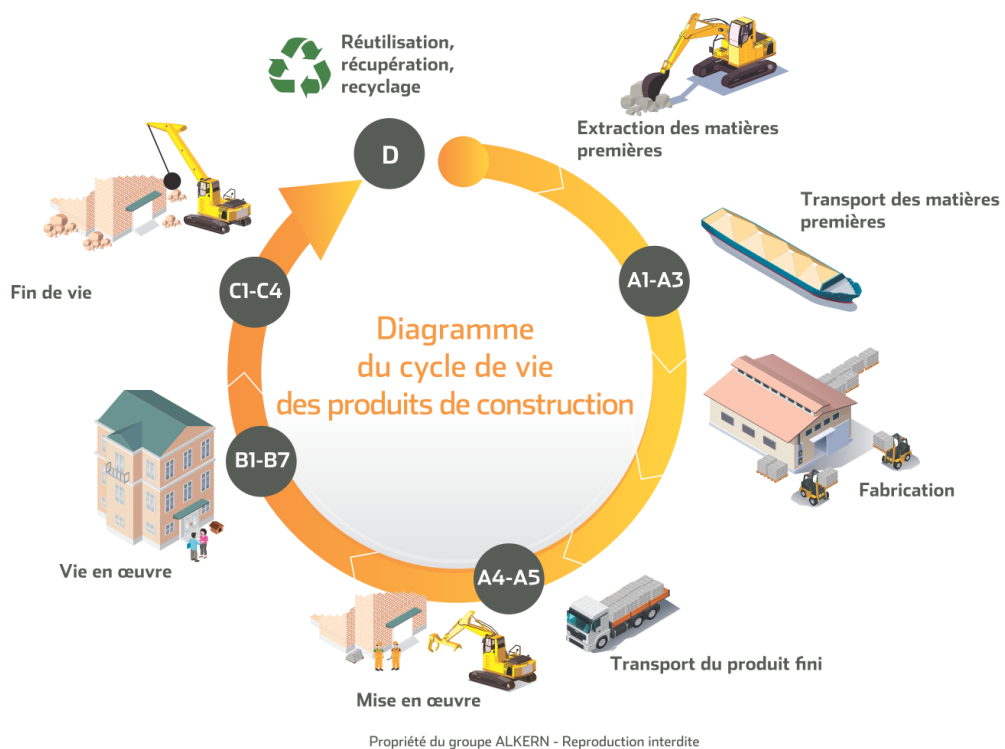 Réutilisation,
récupération,
recyclage
D
Extraction des matières
premières
Transport des matières
premières
A1-A3
Fin de vie
C1-C4
Diagramme
du cycle de vie
des produits de construction
B1-B7
Fabrication
Vie en œuvre
A4-A5
Transport du produit fini
Mise en œuvre
Propriété du groupe ALKERN - Reproduction interdite